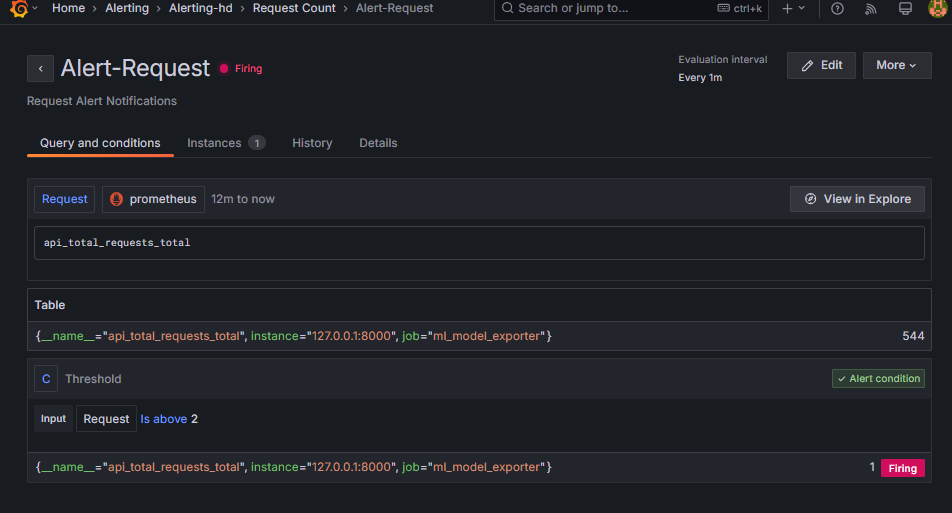 Home > Alerting > Alerting-hd > Request Count > Alert-Request
Search or jump to... ctrl+k
Alert-Request Firing
Evaluation interval
Every 1m
Edit
More
Request Alert Notifications
Query and conditions Instances 1 History Details
Request prometheus 12m to now View in Explore
api_total_requests_total
Table
{__name__="api_total_requests_total", instance="127.0.0.1:8000", job="ml_model_exporter"} 544
C Threshold Alert condition
Input Request Is above 2
{__name__="api_total_requests_total", instance="127.0.0.1:8000", job="ml_model_exporter"} 1 Firing